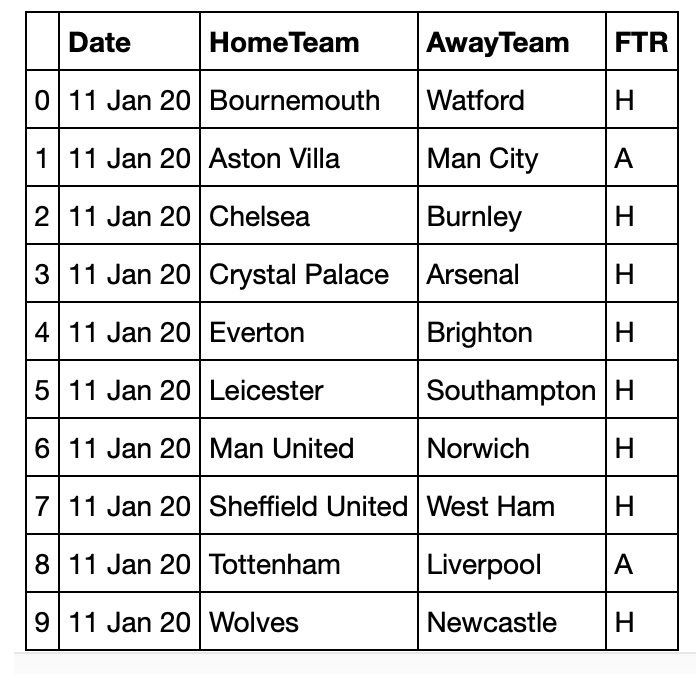 Date HomeTeam AwayTeam FTR
0 11 Jan 20 Bournemouth Watford H
1 11 Jan 20 Aston Villa Man City A
2 11 Jan 20 Chelsea Burnley H
3 11 Jan 20 Crystal Palace Arsenal H
4 11 Jan 20 Everton Brighton H
5 11 Jan 20 Leicester Southampton H
6 11 Jan 20 Man United Norwich H
7 11 Jan 20 Sheffield United West Ham H
8 11 Jan 20 Tottenham Liverpool A
9 11 Jan 20 Wolves Newcastle H